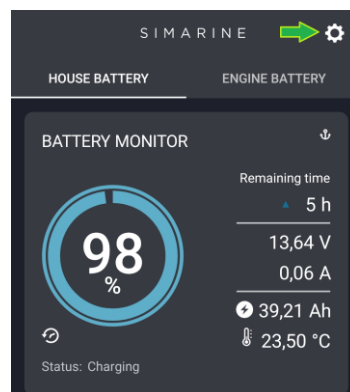 SIMARINE
HOUSE BATTERY
ENGINE BATTERY
BATTERY MONITOR
Remaining time
5 h
98
%
13,64 V
0,06 A
39,21 Ah
23,50 °C
Status: Charging